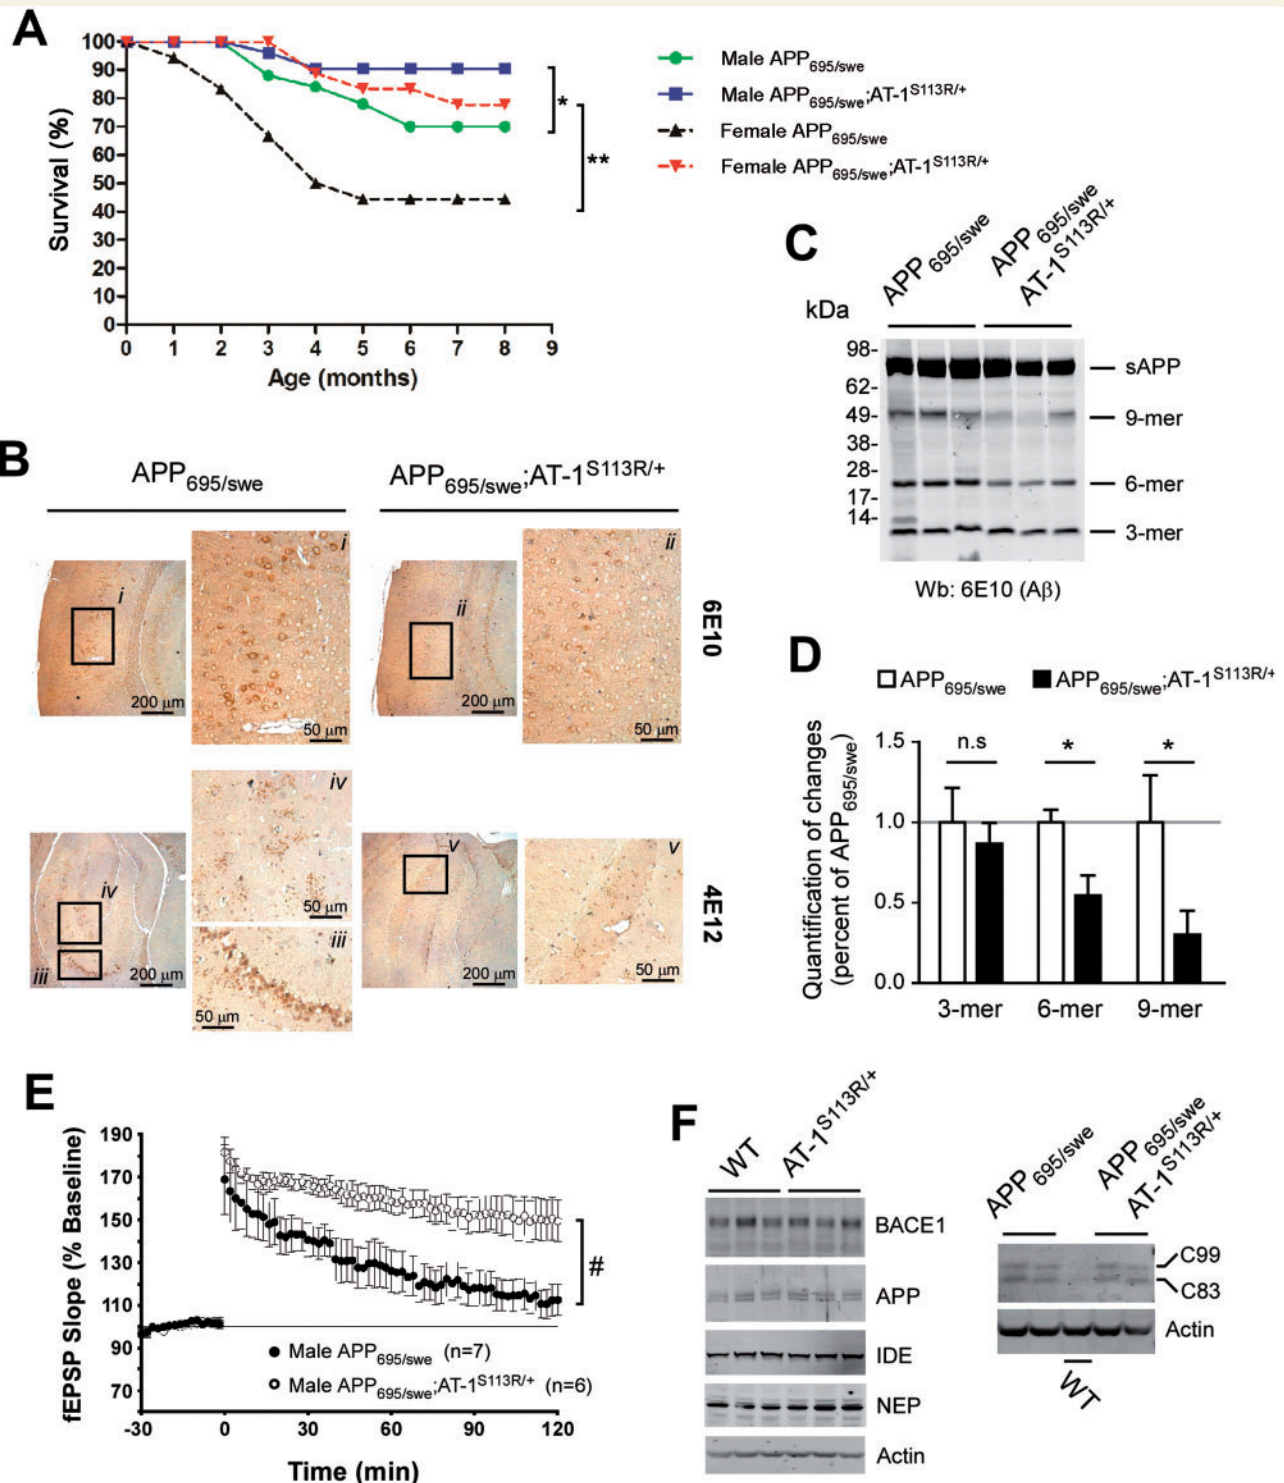 A
100
90
80
70
60
50
40
30
20
10
0
Survival (%)
0 1 2 3 4 5 6 7 8 9
Age (months)
*
**
Male APP695/swe
Male APP695/swe;AT-1S113R/+
Female APP695/swe
Female APP695/swe;AT-1S113R/+
B
APP695/swe
APP695/swe;AT-1S113R/+
i
i
ii
ii
200 μm
50 μm
200 μm
50 μm
6E10
iv
iv
iii
iii
v
v
200 μm
50 μm
50 μm
200 μm
50 μm
4E12
C
APP695/swe
APP695/swe
AT-1S113R/+
kDa
98-
62-
49-
38-
28-
17-
14-
sAPP
9-mer
6-mer
3-mer
Wb: 6E10 (Aβ)
D
APP695/swe
APP695/swe;AT-1S113R/+
Quantification of changes
(percent of APP695/swe)
1.5
1.0
0.5
0.0
n.s
*
*
3-mer 6-mer 9-mer
E
fEPSP Slope (% Baseline)
190
170
150
130
110
90
70
#
Male APP695/swe (n=7)
Male APP695/swe;AT-1S113R/+ (n=6)
-30 0 30 60 90 120
Time (min)
F
WT
AT-1S113R/+
BACE1
APP
IDE
NEP
Actin
APP695/swe
APP695/swe
AT-1S113R/+
C99
C83
Actin
WT